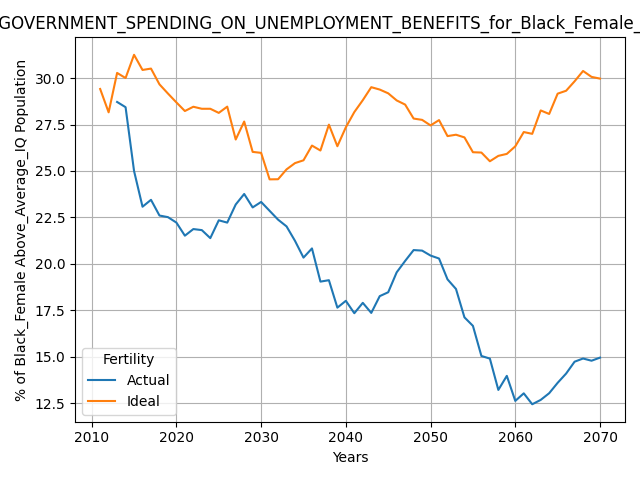 GOVERNMENT_SPENDING_ON_UNEMPLOYMENT_BENEFITS_for_Black_Female_
% of Black_Female Above_Average_IQ Population
30.0
27.5
25.0
22.5
20.0
17.5
15.0
12.5
Fertility
Actual
Ideal
2010 2020 2030 2040 2050 2060 2070
Years